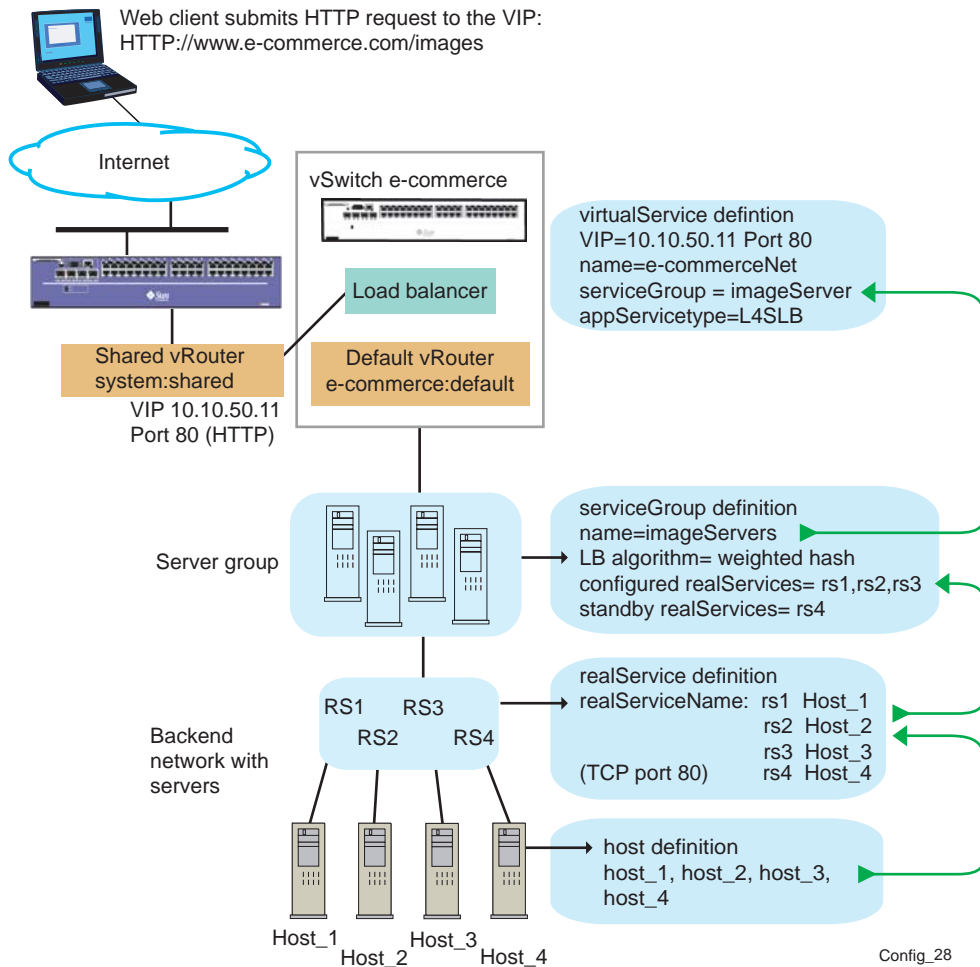 Web client submits HTTP request to the VIP:
HTTP://www.e-commerce.com/images
Internet
vSwitch e-commerce
Sun
Load balancer
Shared vRouter
system:shared
Default vRouter
e-commerce:default
VIP 10.10.50.11
Port 80 (HTTP)
virtualService defintion
VIP=10.10.50.11 Port 80
name=e-commerceNet
serviceGroup = imageServer
appServicetype=L4SLB
Server group
serviceGroup definition
name=imageServers
LB algorithm= weighted hash
configured realServices= rs1,rs2,rs3
standby realServices= rs4
Backend
network with
servers
RS1
RS3
RS2
RS4
realService definition
realServiceName: rs1 Host_1
rs2 Host_2
rs3 Host_3
(TCP port 80) rs4 Host_4
host definition
host_1, host_2, host_3,
host_4
Host_1
Host_2
Host_3
Host_4
Config_28